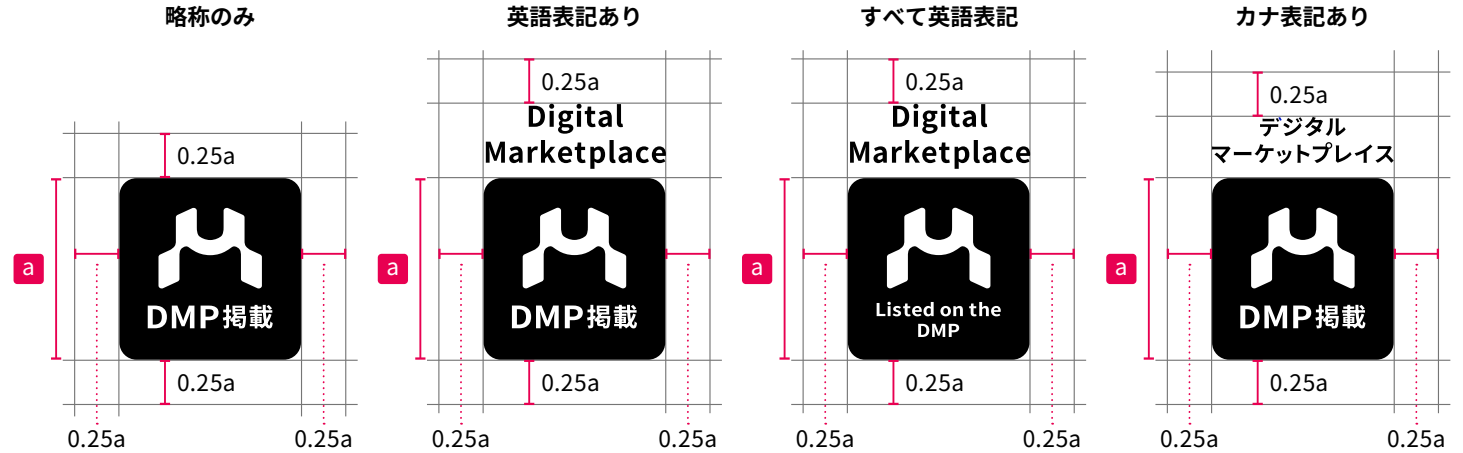 略称のみ
0.25a
a
DMP掲載
0.25a
0.25a
0.25a
英語表記あり
0.25a
Digital
Marketplace
a
DMP掲載
0.25a
0.25a
0.25a
すべて英語表記
0.25a
Digital
Marketplace
a
Listed on the
DMP
0.25a
0.25a
0.25a
カナ表記あり
0.25a
デジタル
マーケットプレイス
a
DMP掲載
0.25a
0.25a
0.25a